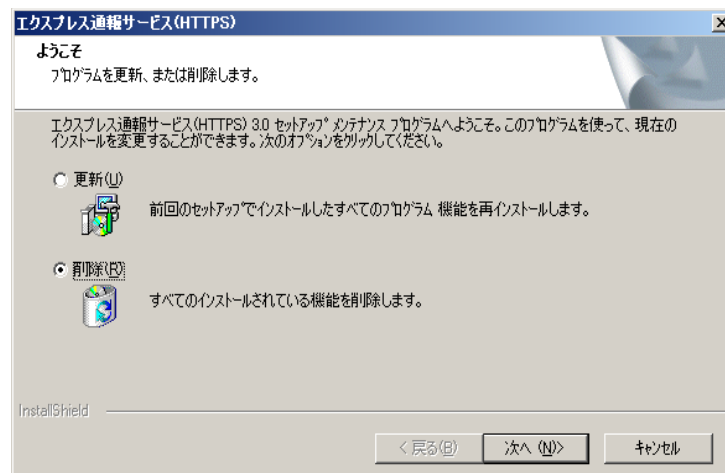 エクスプレス通報サービス(HTTPS)
ようこそ
プログラムを更新、または削除します。
エクスプレス通報サービス(HTTPS) 3.0 セットアップ メンテナンス プログラムへようこそ。このプログラムを使って、現在の
インストールを変更することができます。次のオプションをクリックしてください。
更新(U)
前回のセットアップでインストールしたすべてのプログラム 機能を再インストールします。
削除(R)
すべてのインストールされている機能を削除します。
InstallShield
< 戻る(B)
次へ (N)>
キャンセル